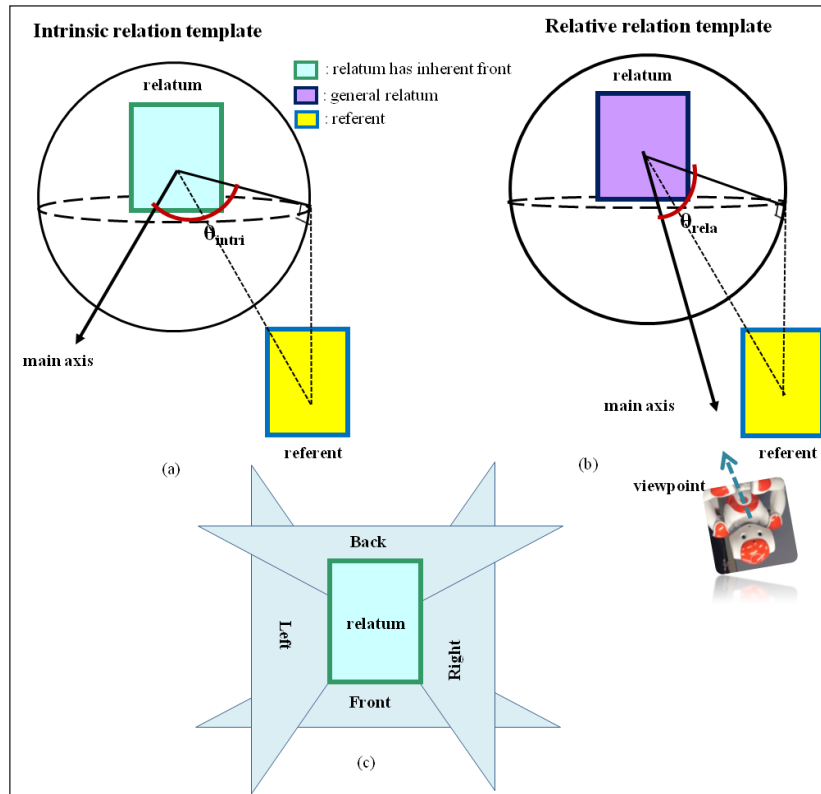 Intrinsic relation template
Relative relation template
relatum
: relatum has inherent front
: general relatum
: referent
relatum
θintri
θrela
main axis
main axis
referent
referent
(a)
(b)
viewpoint
Back
Left
relatum
Right
Front
(c)